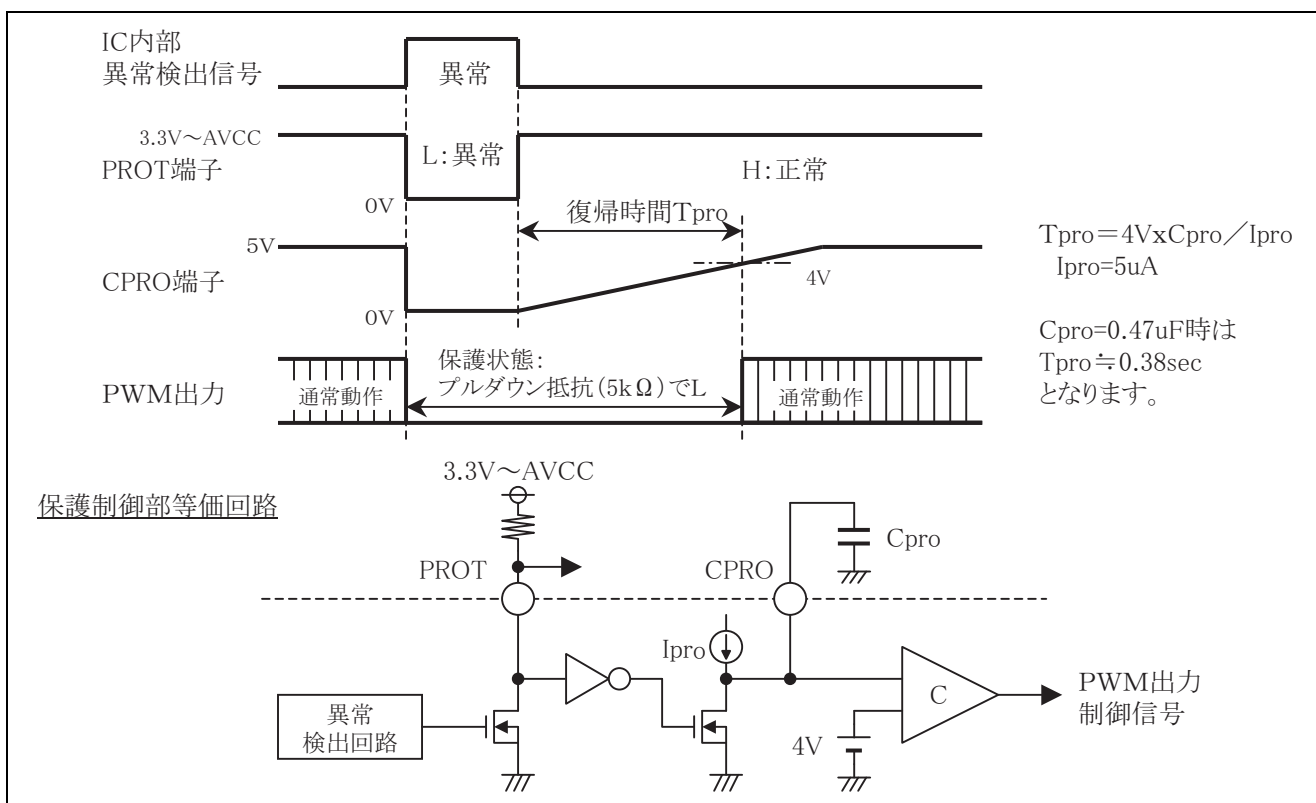 IC内部
異常検出信号
異常
3.3V～AVCC
PROT端子
L:異常
H:正常
0V
復帰時間Tpro
5V
CPRO端子
4V
0V
Tpro＝4VxCpro／Ipro
Ipro=5uA
Cpro=0.47uF時は
Tpro≒0.38sec
となります。
PWM出力
通常動作
保護状態:
プルダウン抵抗(5kΩ)でL
通常動作
保護制御部等価回路
3.3V～AVCC
Cpro
PROT
CPRO
Ipro
異常
検出回路
4V
C
PWM出力
制御信号